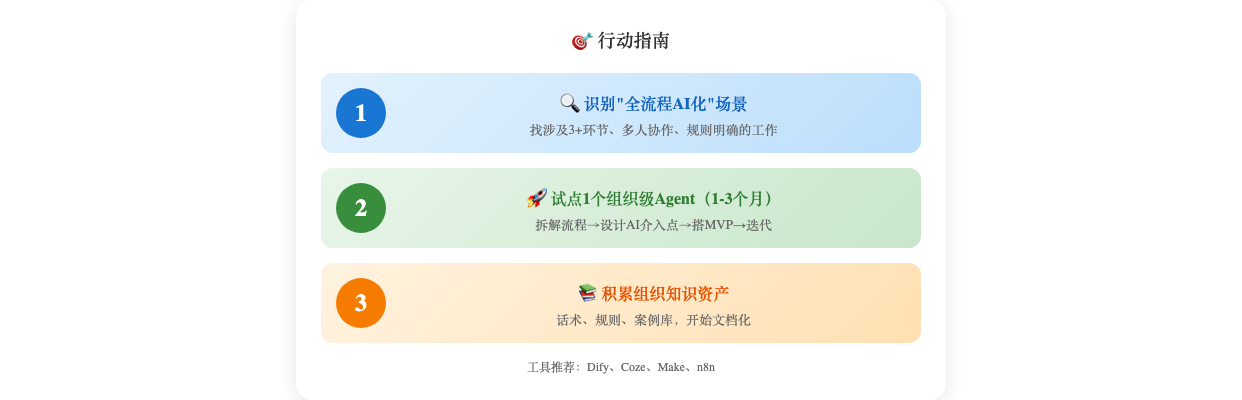 🎯 行动指南
1
🔍 识别"全流程AI化"场景
找涉及3+环节、多人协作、规则明确的工作
2
🚀 试点1个组织级Agent（1-3个月）
拆解流程→设计AI介入点→搭MVP→迭代
3
📚 积累组织知识资产
话术、规则、案例库，开始文档化
工具推荐：Dify、Coze、Make、n8n